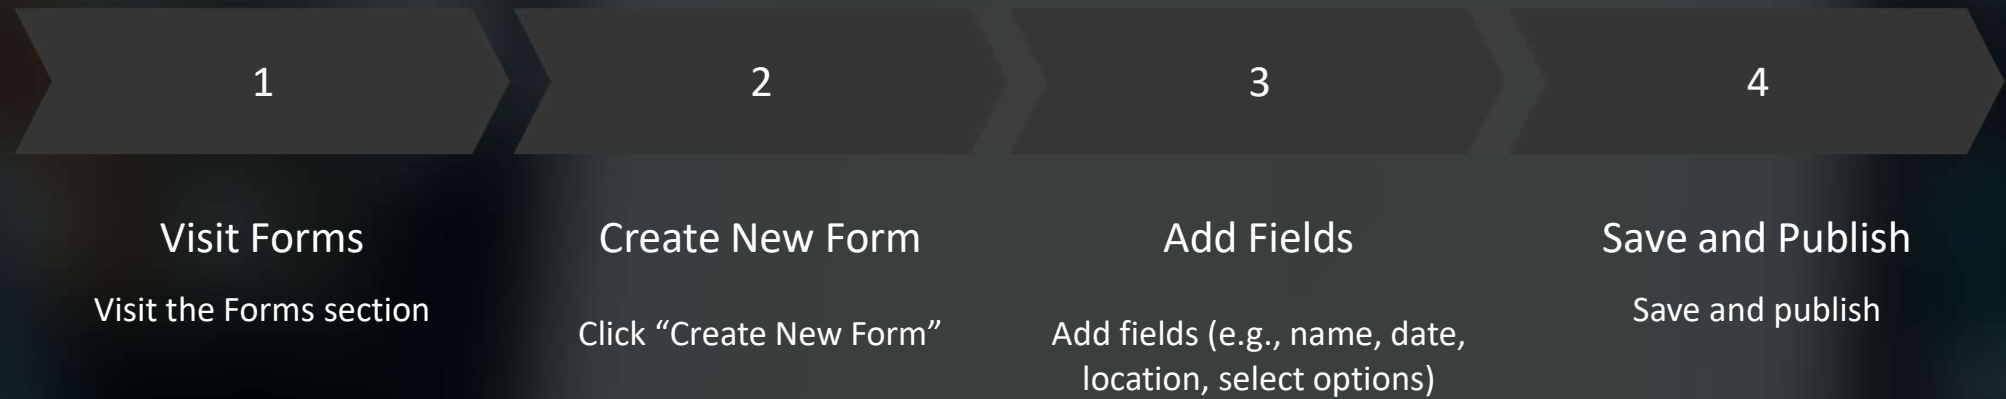 1
2
3
4
Visit Forms
Visit the Forms section
Create New Form
Click “Create New Form”
Add Fields
Add fields (e.g., name, date,
location, select options)
Save and Publish
Save and publish